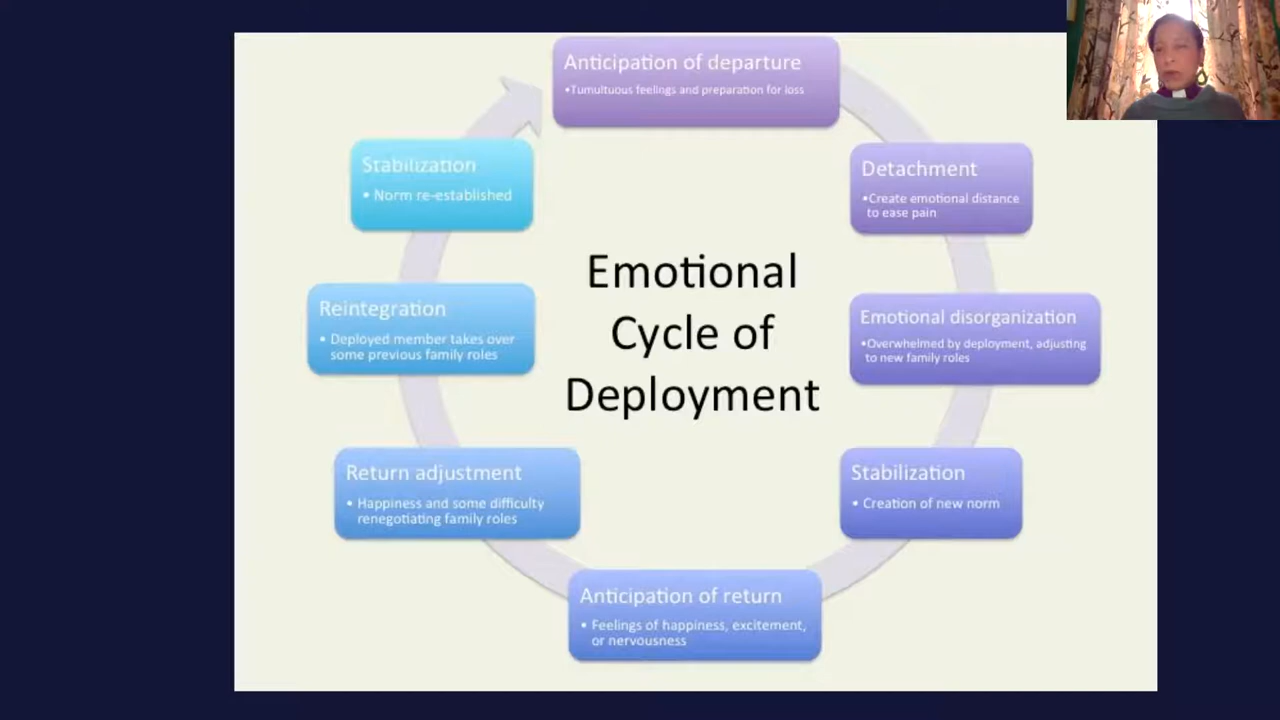 Anticipation of departure
•Tumultuous feelings and preparation for loss
Detachment
•Create emotional distance
to ease pain
Emotional disorganization
•Overwhelmed by deployment, adjusting
to new family roles
Stabilization
• Creation of new norm
Anticipation of return
• Feelings of happiness, excitement,
or nervousness
Return adjustment
• Happiness and some difficulty
renegotiating family roles
Reintegration
• Deployed member takes over
some previous family roles
Stabilization
• Norm re-established
Emotional
Cycle of
Deployment